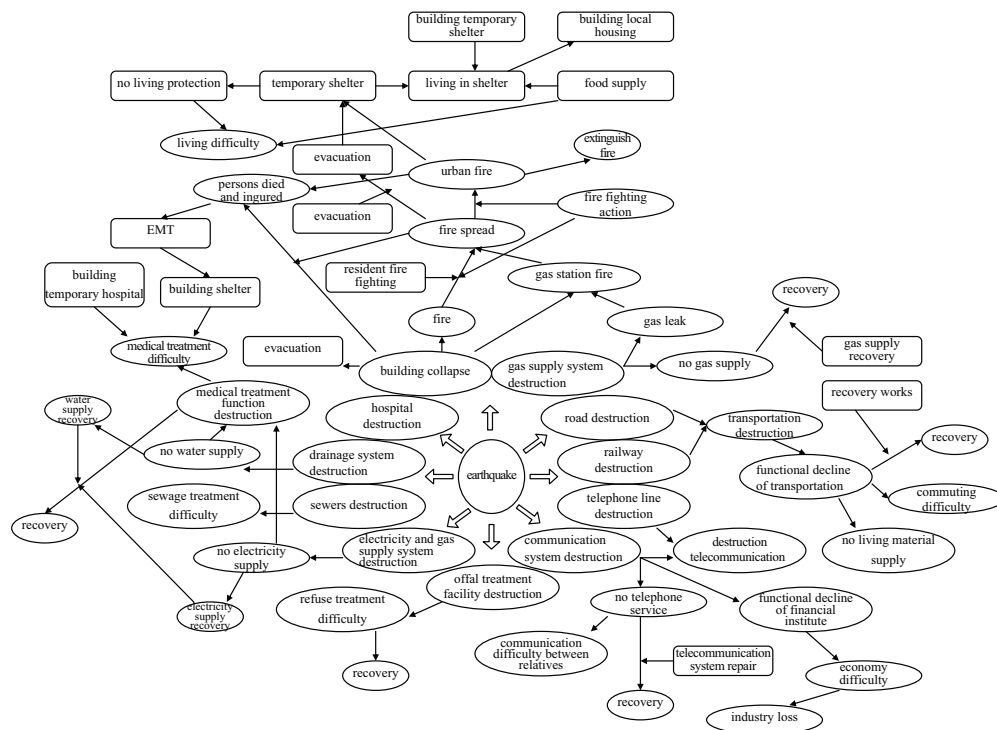 building temporary
shelter
building local
housing
no living protection
temporary shelter
living in shelter
food supply
living difficulty
evacuation
urban fire
extinguish
fire
persons died
and ingured
evacuation
fire fighting
action
EMT
fire spread
building
temporary hospital
building shelter
resident fire
fighting
gas station fire
recovery
fire
gas leak
medical treatment
difficulty
evacuation
building collapse
gas supply system
destruction
no gas supply
gas supply
recovery
water
supply
recovery
medical treatment
function
destruction
hospital
destruction
road destruction
transportation
destruction
recovery works
recovery
no water supply
drainage system
destruction
earthquake
railway
destruction
functional decline
of transportation
sewage treatment
difficulty
sewers destruction
telephone line
destruction
commuting
difficulty
recovery
no electricity
supply
electricity and gas
supply system
destruction
communication
system destruction
destruction
telecommunication
no living material
supply
electricity
supply
recovery
refuse treatment
difficulty
offal treatment
facility destruction
no telephone
service
functional decline
of financial
institute
recovery
communication
difficulty between
relatives
telecommunication
system repair
economy
difficulty
recovery
industry loss